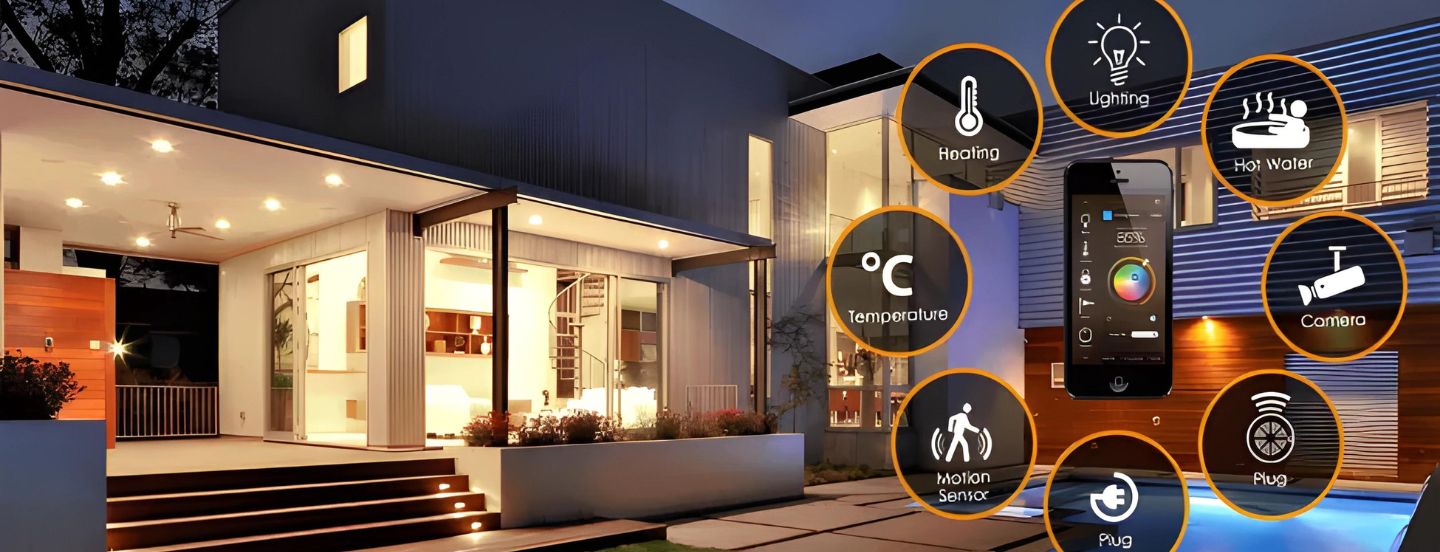 Lighting
Heating
Hot Water
°C
Temperature
Camera
Motion
Sensor
Plug
Plug